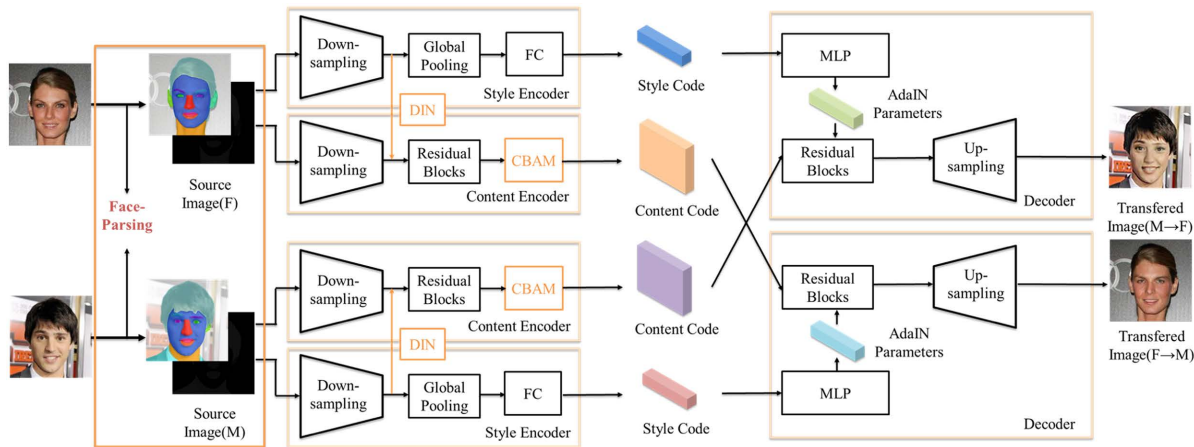 Down-
sampling
Global
Pooling
FC
Style Encoder
DIN
Down-
sampling
Residual
Blocks
CBAM
Content Encoder
Source
Image(F)
Face-
Parsing
Down-
sampling
Residual
Blocks
CBAM
Content Encoder
DIN
Down-
sampling
Global
Pooling
FC
Style Encoder
Source
Image(M)
Style Code
Content Code
Content Code
Style Code
MLP
AdaIN
Parameters
Residual
Blocks
Up-
sampling
Decoder
Transfered
Image(M→F)
Residual
Blocks
Up-
sampling
AdaIN
Parameters
MLP
Decoder
Transfered
Image(F→M)